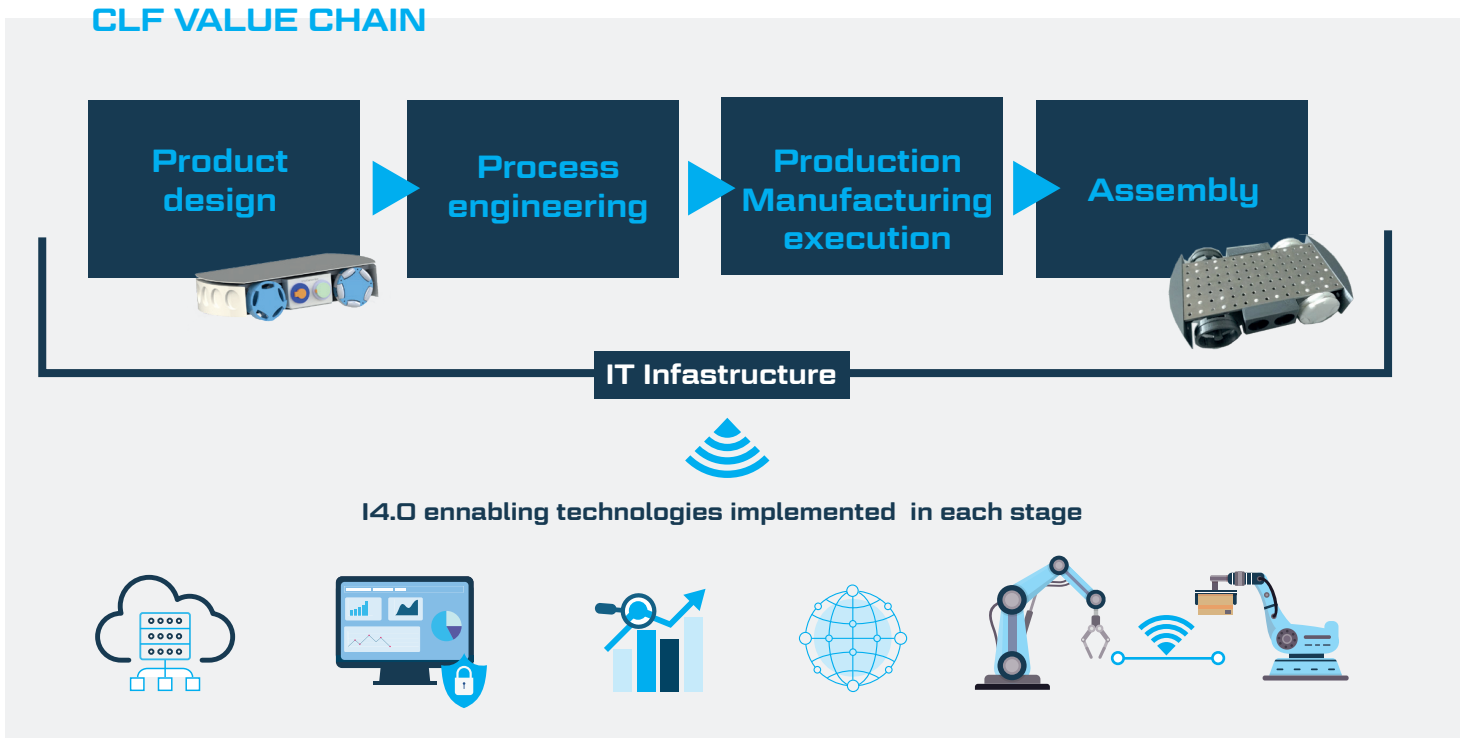 CLF VALUE CHAIN
Product
design
Process
engineering
Production
Manufacturing
execution
Assembly
IT Infastructure
I4.0 ennabling technologies implemented in each stage